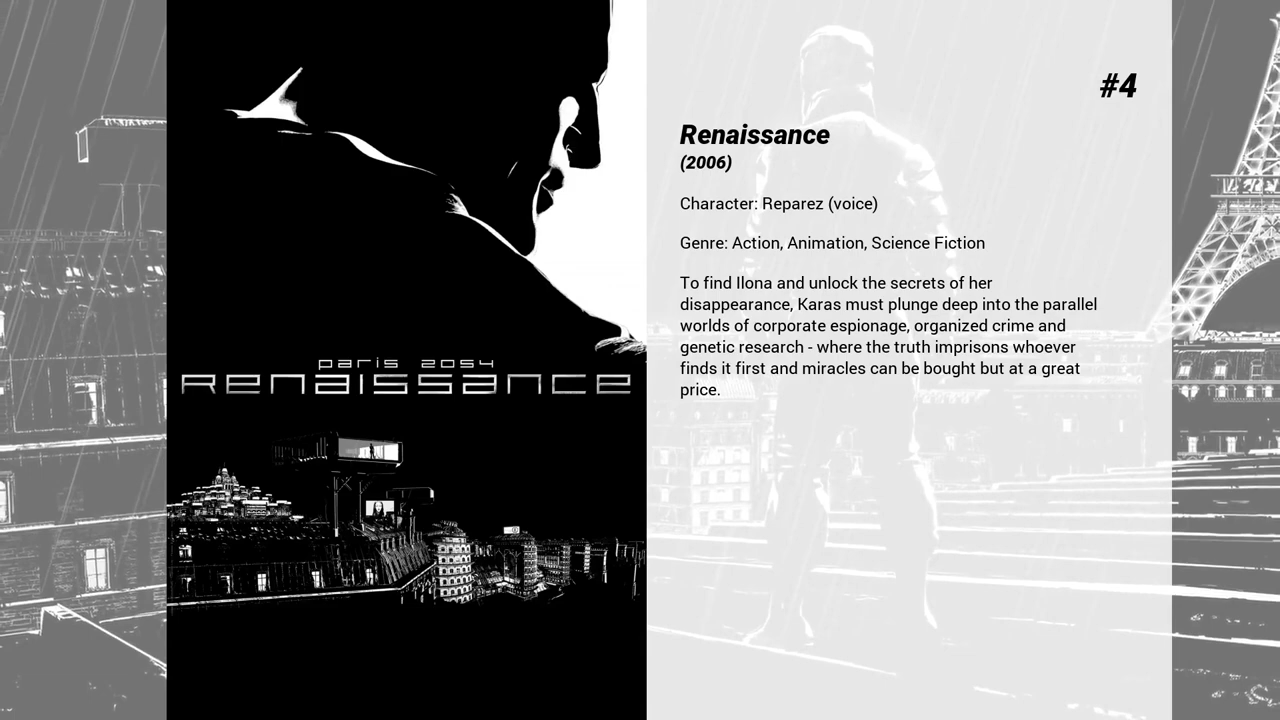 paris 2054
Renaissance
#4
Renaissance
(2006)
Character: Reparez (voice)
Genre: Action, Animation, Science Fiction
To find Ilona and unlock the secrets of her
disappearance, Karas must plunge deep into the parallel
worlds of corporate espionage, organized crime and
genetic research - where the truth imprisons whoever
finds it first and miracles can be bought but at a great
price.